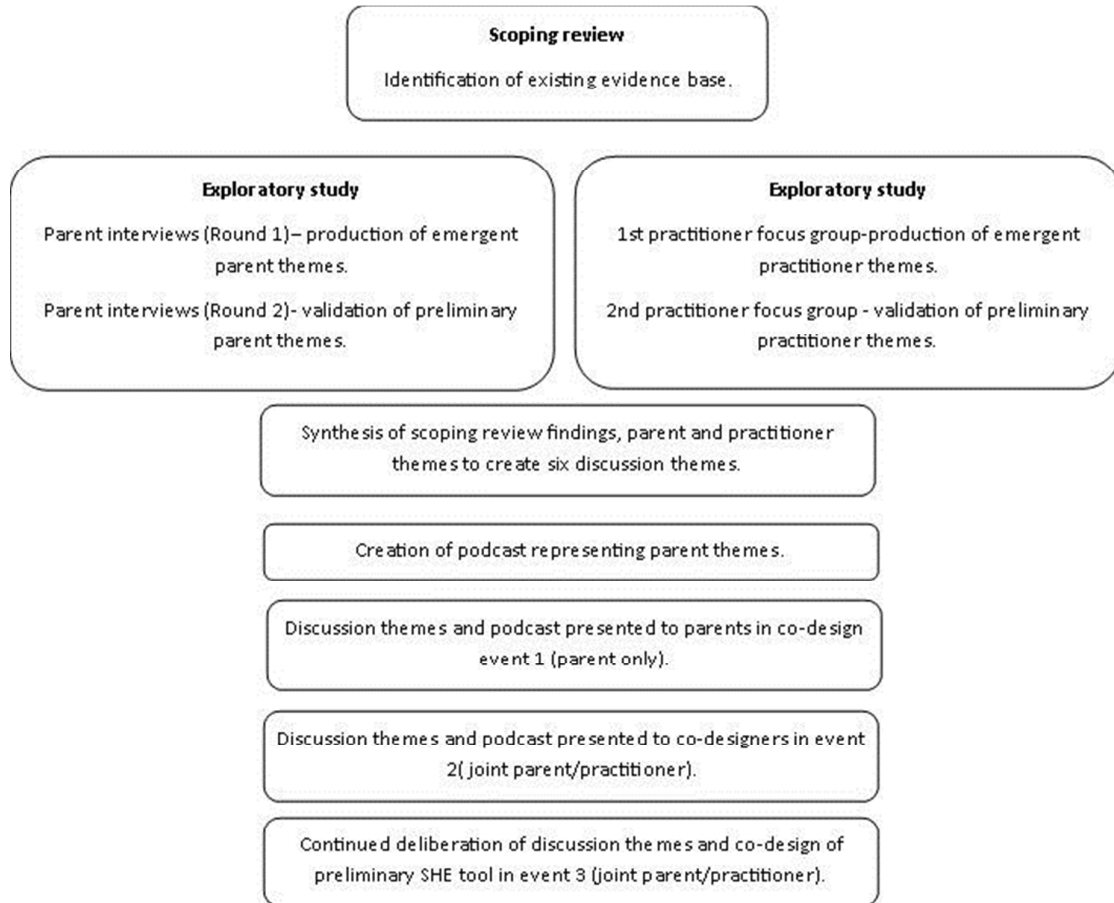 Scoping review
Identification of existing evidence base.
Exploratory study
Parent interviews (Round 1)– production of emergent
parent themes.
Parent interviews (Round 2)- validation of preliminary
parent themes.
Exploratory study
1st practitioner focus group-production of emergent
practitioner themes.
2nd practitioner focus group - validation of preliminary
practitioner themes.
Synthesis of scoping review findings, parent and practitioner
themes to create six discussion themes.
Creation of podcast representing parent themes.
Discussion themes and podcast presented to parents in co-design
event 1 (parent only).
Discussion themes and podcast presented to co-designers in event
2( joint parent/practitioner).
Continued deliberation of discussion themes and co-design of
preliminary SHE tool in event 3 (joint parent/practitioner).